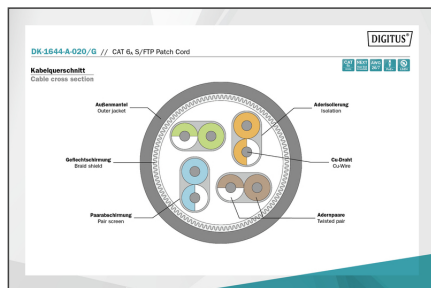 DIGITUS®
DK-1644-A-020/G // CAT 6A S/FTP Patch Cord
Kabelquerschnitt
Cable cross section
Außenmantel
Outer jacket
Aderisolierung
Isolation
Geflechtschirmung
Braid shield
Cu-Draht
Cu-Wire
Paarabschirmung
Pair screen
Adernpaare
Twisted pair